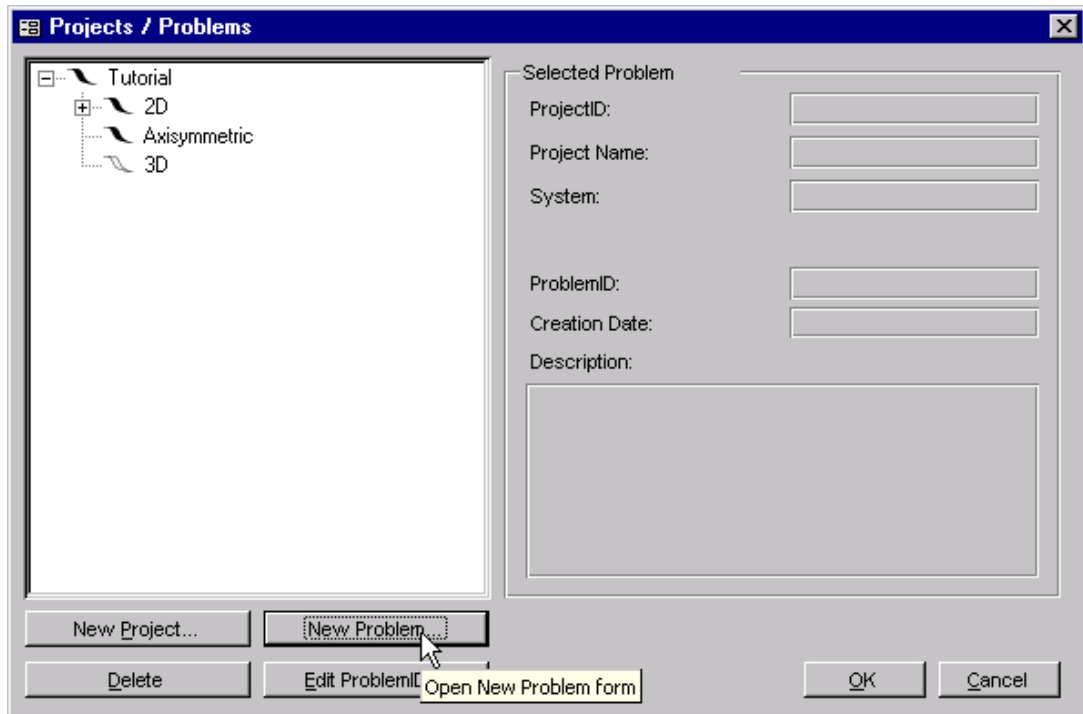 Projects / Problems
Tutorial
2D
Axisymmetric
3D
Selected Problem
ProjectID:
Project Name:
System:
ProblemID:
Creation Date:
Description:
New Project...
New Problem...
Delete
Edit ProblemID
Open New Problem form
OK
Cancel